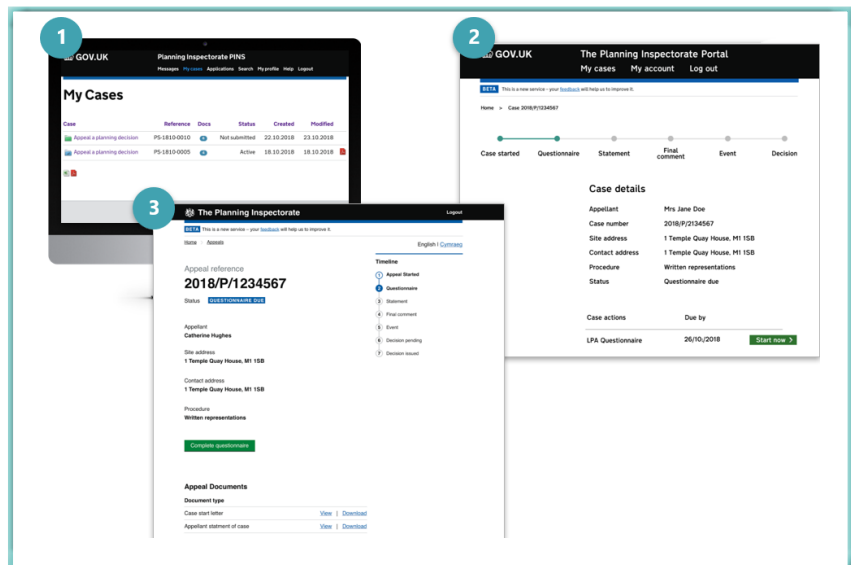 1
GOV.UK
Planning Inspectorate PINS
Messages My cases Applications Search My profile Help Logout
My Cases
Case Reference Docs Status Created Modified
Appeal a planning decision PS-1810-0010 Not submitted 22.10.2018 23.10.2018
Appeal a planning decision PS-1810-0005 Active 18.10.2018 18.10.2018
2
GOV.UK
The Planning Inspectorate Portal
My cases My account Log out
BETA This is a new service - your feedback will help us to improve it.
Home Case 2018/P/1234567
Case started Questionnaire Statement Final comment Event Decision
Case details
Appellant Mrs Jane Doe
Case number 2018/P/2134567
Site address 1 Temple Quay House, M1 1SB
Contact address 1 Temple Quay House, M1 1SB
Procedure Written representations
Status Questionnaire due
Case actions Due by
LPA Questionnaire 26/10:/2018 Start now
3
The Planning Inspectorate
Logout
BETA This is a new service – your feedback will help us to improve it.
Home Appeals
English | Cymraeg
Appeal reference
2018/P/1234567
Status QUESTIONNAIRE DUE
Appellant
Catherine Hughes
Site address
1 Temple Quay House, M1 1SB
Contact address
1 Temple Quay House, M1 1SB
Procedure
Written representations
Complete questionnaire
Timeline
1 Appeal Started
2 Questionnaire
3 Statement
4 Final comment
5 Event
6 Decision pending
7 Decision issued
Appeal Documents
Document type
Case start letter View | Download
Appellant statment of case View | Download